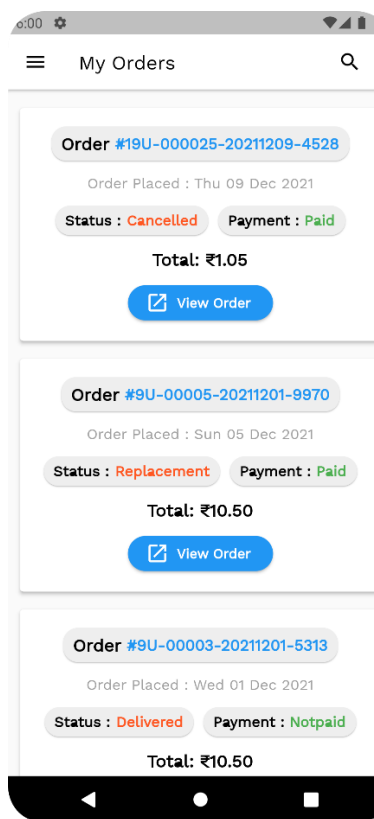 6:00
My Orders
Order #19U-000025-20211209-4528
Order Placed : Thu 09 Dec 2021
Status : Cancelled Payment : Paid
Total: ₹1.05
View Order
Order #9U-00005-20211201-9970
Order Placed : Sun 05 Dec 2021
Status : Replacement Payment : Paid
Total: ₹10.50
View Order
Order #9U-00003-20211201-5313
Order Placed : Wed 01 Dec 2021
Status : Delivered Payment : Notpaid
Total: ₹10.50